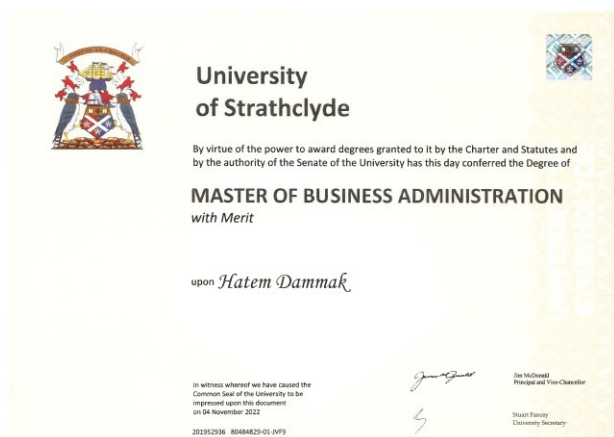 University
of Strathclyde
By virtue of the power to award degrees granted to it by the Charter and Statutes and
by the authority of the Senate of the University has this day conferred the Degree of
MASTER OF BUSINESS ADMINISTRATION
with Merit
upon Hatem Dammak
In witness whereof we have caused the
Common Seal of the University to be
impressed upon this document
on 04 November 2022
201952936 80484829-01-JVF9
Jim McDonald
Principal and Vice-Chancellor
Stuart Fancey
University Secretary